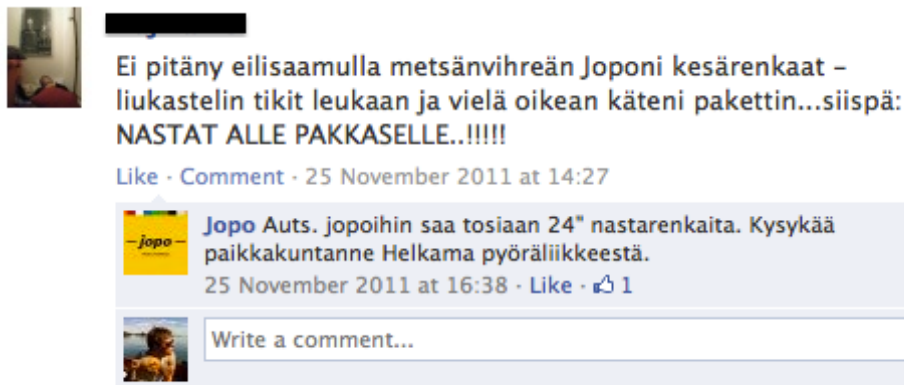 Ei pitäny eilisaamulla metsänvihreän Joponi kesärenkaat –
liukastelin tikit leukaan ja vielä oikean käteni pakettin...siispä:
NASTAT ALLE PAKKASELLE..!!!!!
Like · Comment · 25 November 2011 at 14:27
– jopo –
Jopo Auts. jopoihin saa tosiaan 24" nastarenkaita. Kysykää
paikkakuntanne Helkama pyöräliikkeestä.
25 November 2011 at 16:38 · Like · 1
Write a comment...